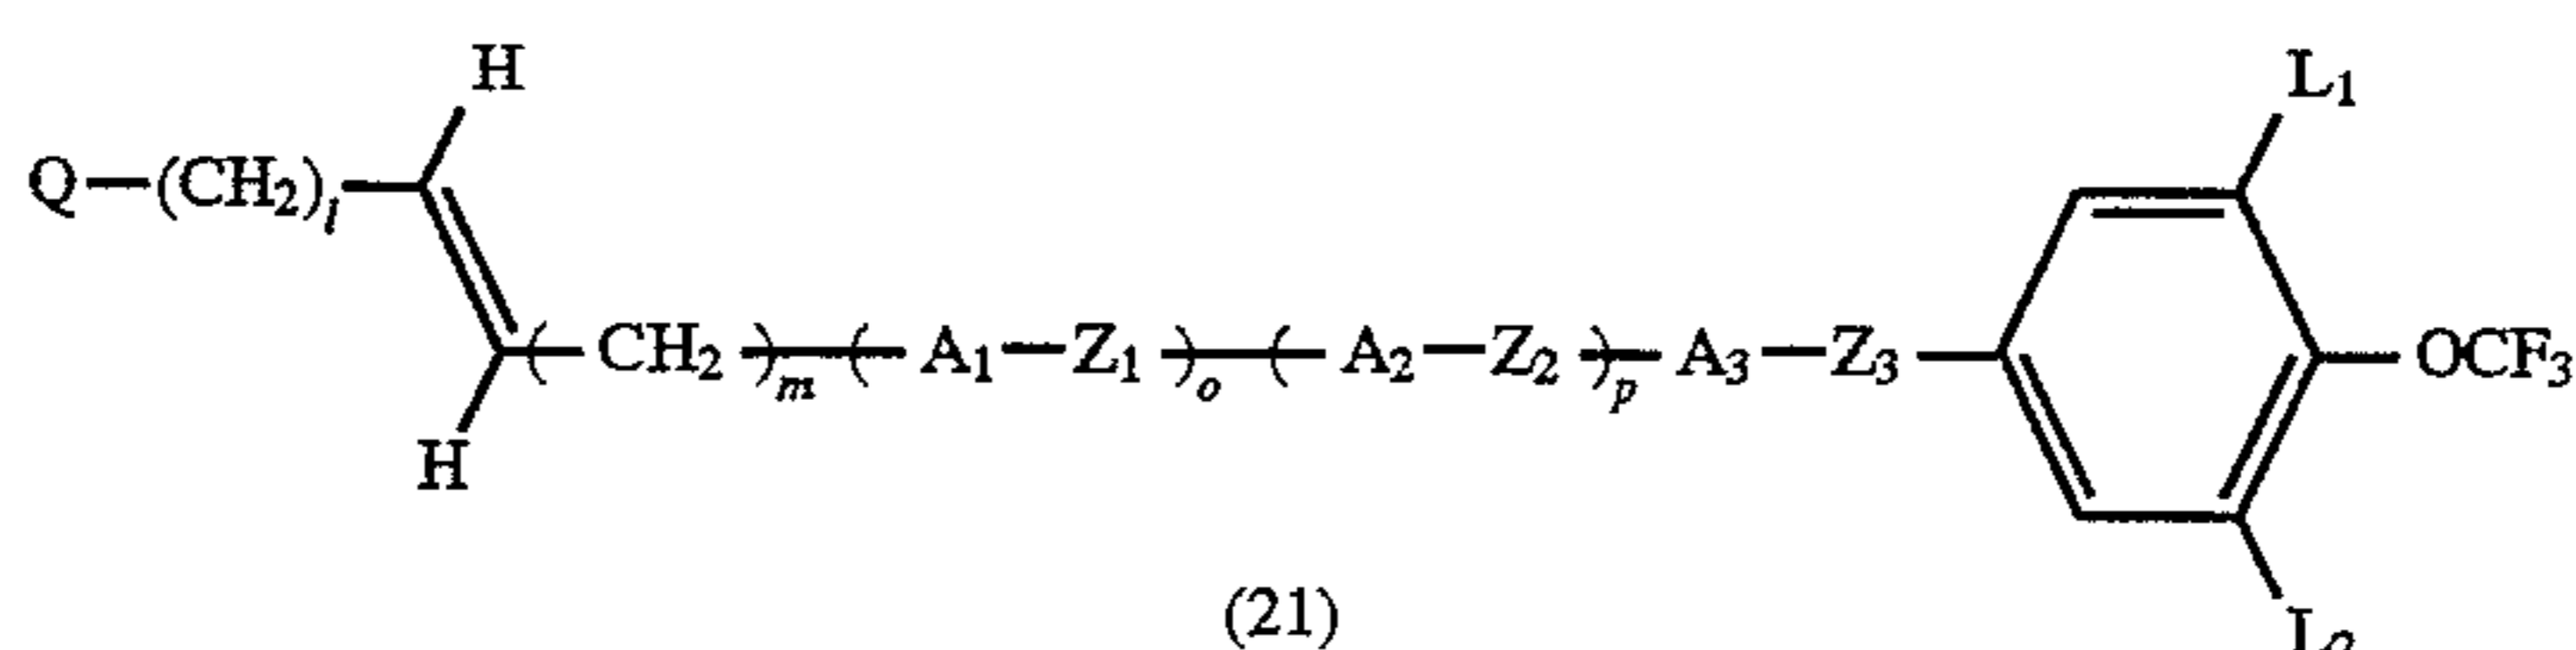 H L₁
Q—(CH₂)ₗ
(CH₂)ₘ—(A₁—Z₁)ₒ—(A₂—Z₂)ₚ—A₃—Z₃ OCF₃
H
(21)